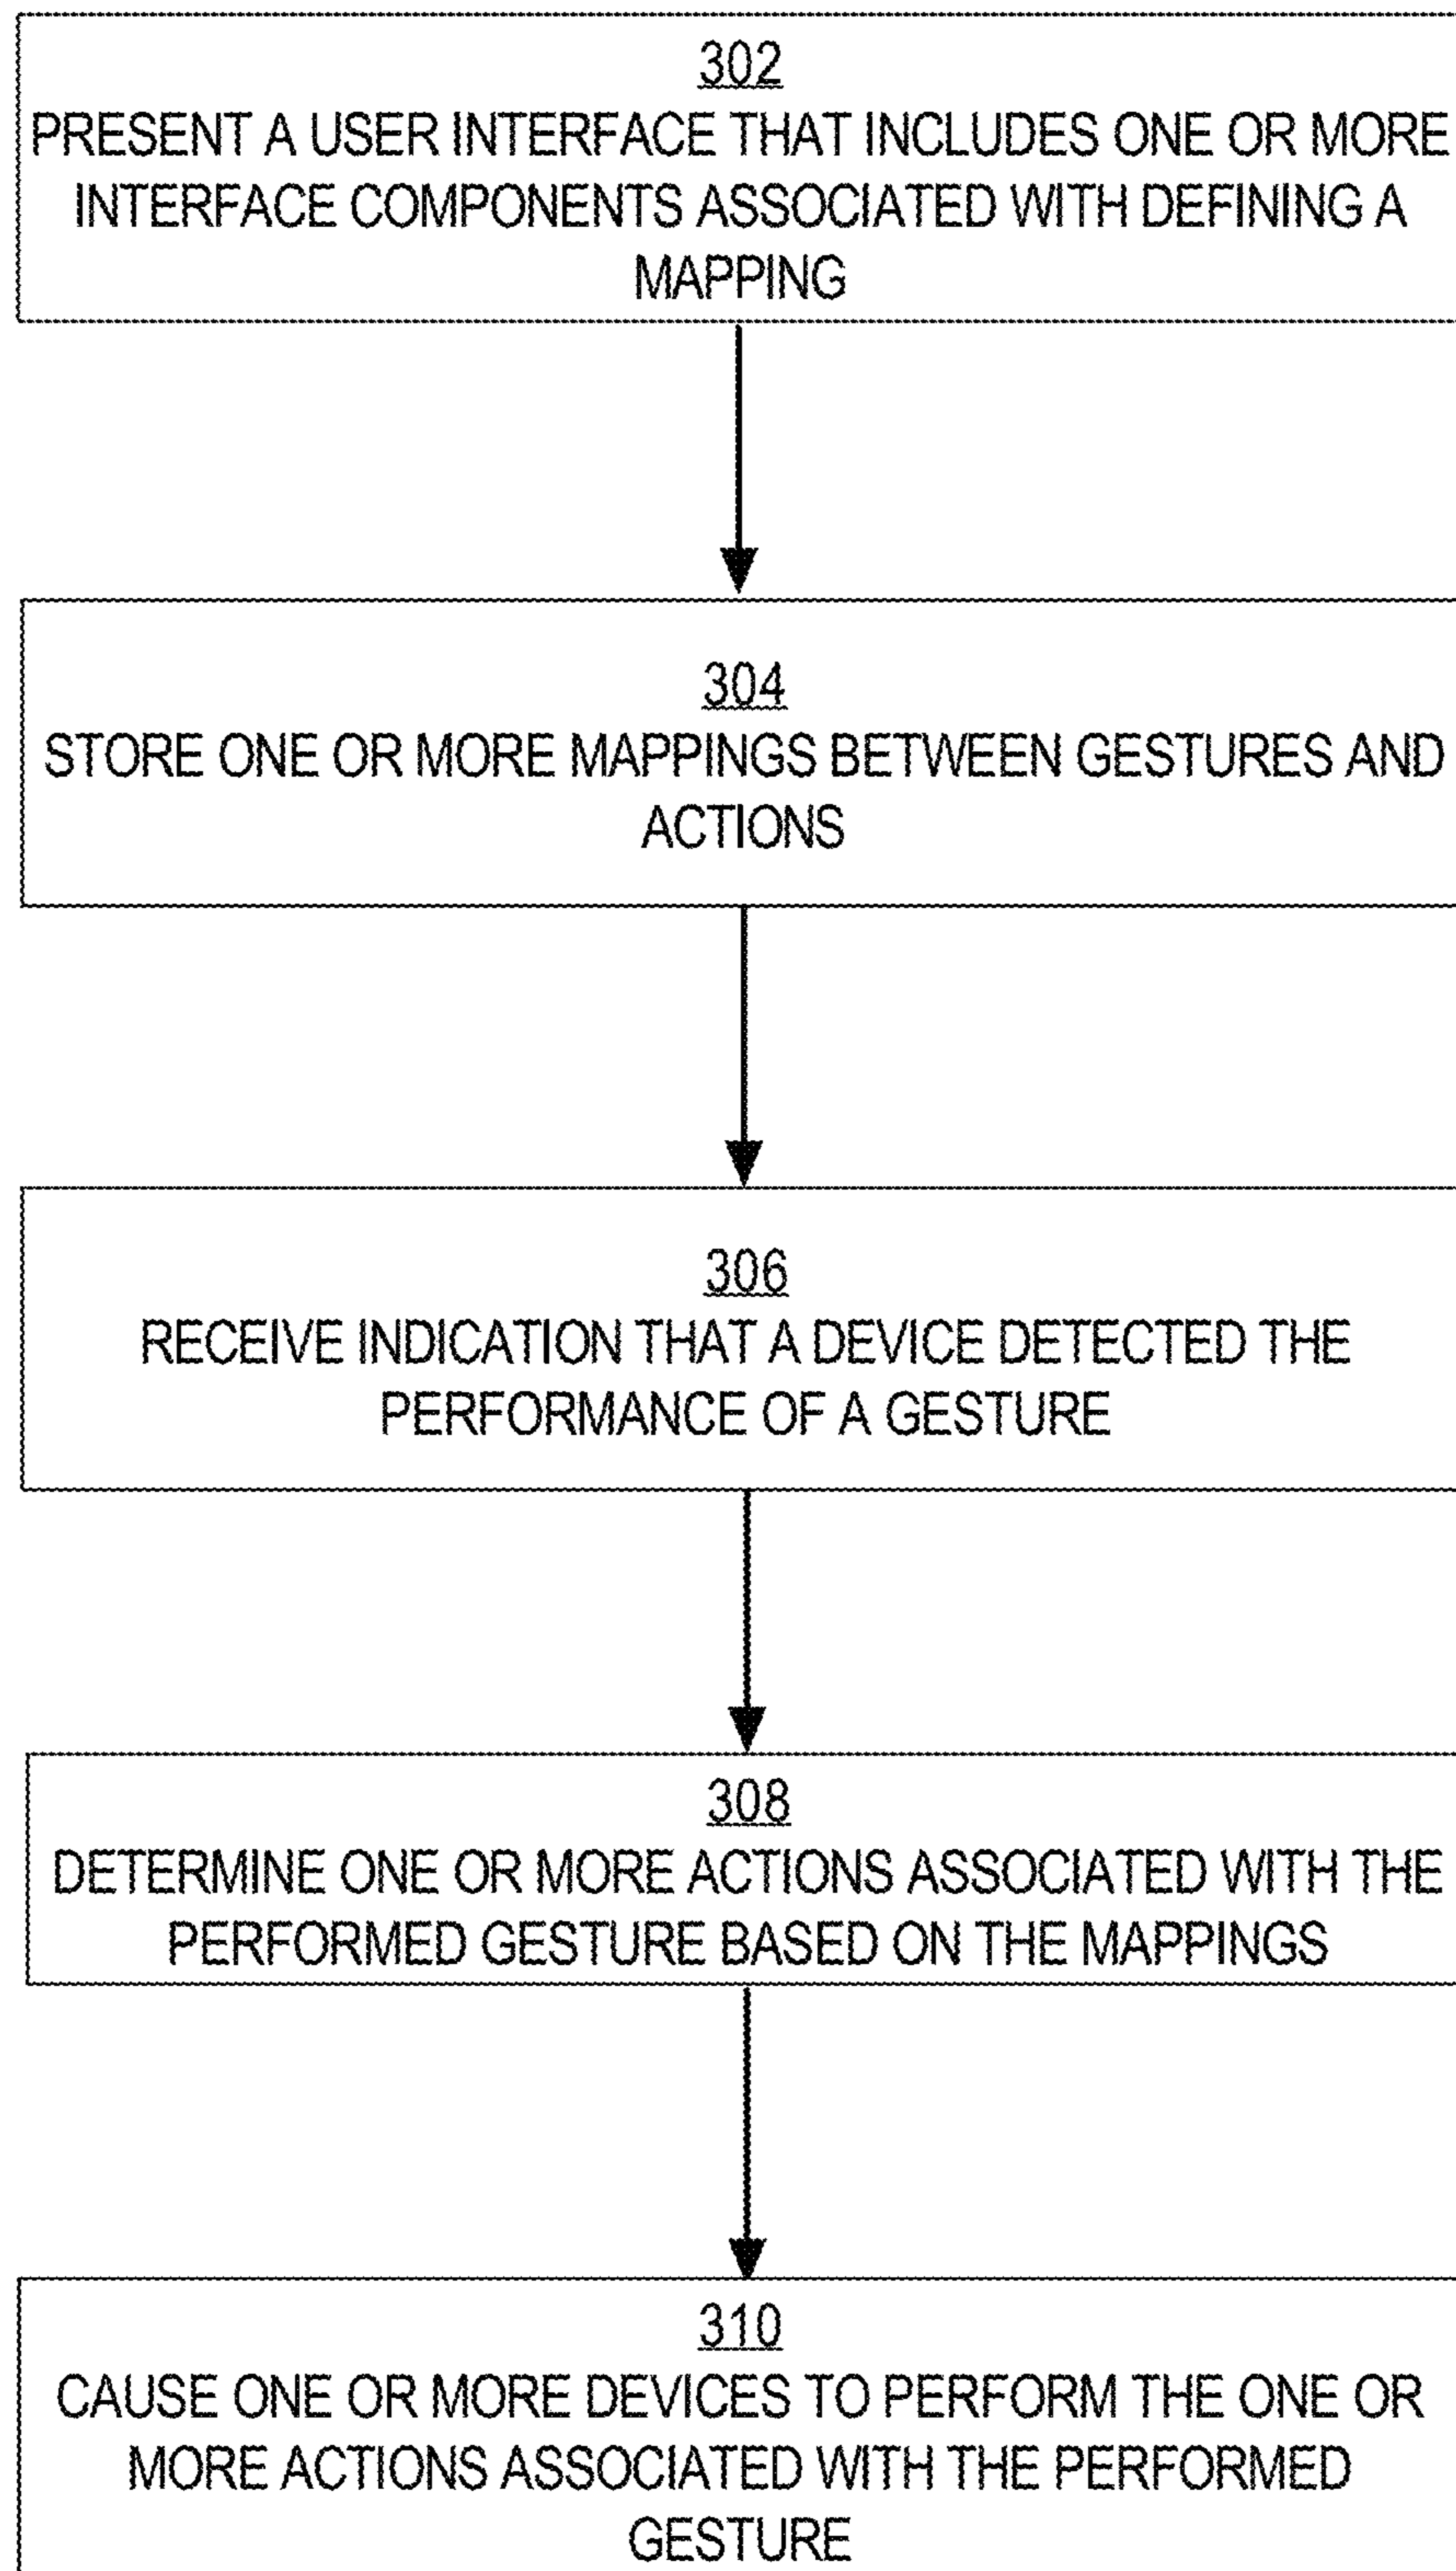 302
PRESENT A USER INTERFACE THAT INCLUDES ONE OR MORE
INTERFACE COMPONENTS ASSOCIATED WITH DEFINING A
MAPPING
304
STORE ONE OR MORE MAPPINGS BETWEEN GESTURES AND
ACTIONS
306
RECEIVE INDICATION THAT A DEVICE DETECTED THE
PERFORMANCE OF A GESTURE
308
DETERMINE ONE OR MORE ACTIONS ASSOCIATED WITH THE
PERFORMED GESTURE BASED ON THE MAPPINGS
310
CAUSE ONE OR MORE DEVICES TO PERFORM THE ONE OR
MORE ACTIONS ASSOCIATED WITH THE PERFORMED
GESTURE